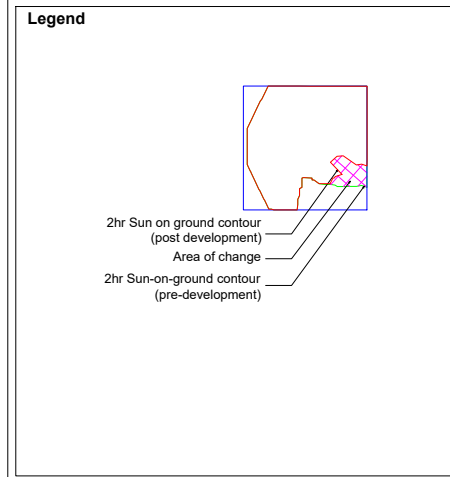 Legend
2hr Sun on ground contour
(post development)
Area of change
2hr Sun-on-ground contour
(pre-development)